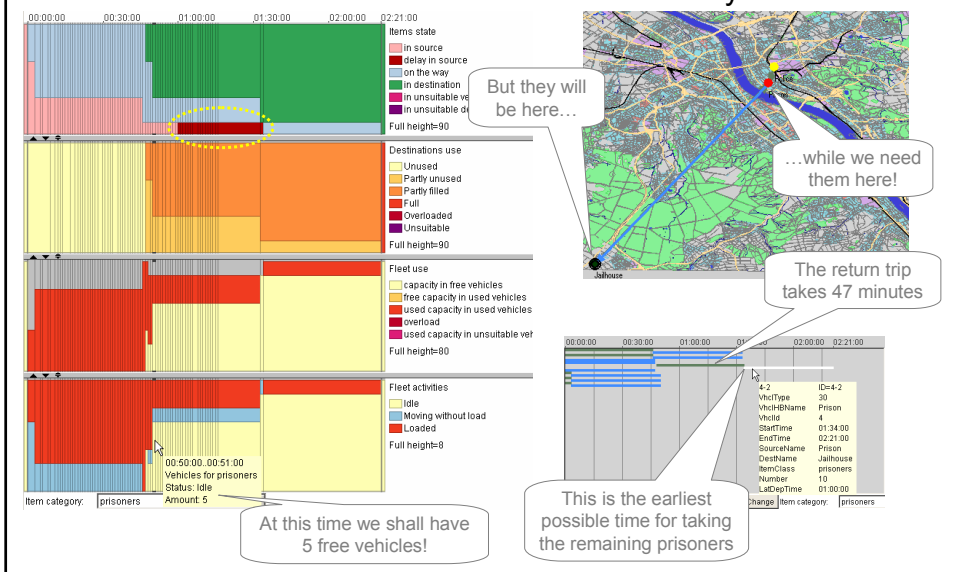 00:00:00 00:30:00 01:00:00 01:30:00 02:00:00 02:21:00
Items state
in source
delay in source
on the way
in destination
in unsuitable ve
in unsuitable de
Full height=90
Destinations use
Unused
Partly unused
Partly filled
Full
Overloaded
Unsuitable
Full height=90
Fleet use
capacity in free vehicles
free capacity in used vehicles
used capacity in used vehicles
overload
used capacity in unsuitable veh
Full height=80
Fleet activities
Idle
Moving without load
Loaded
Full height=8
00:50:00..00:51:00
Vehicles for prisoners
Status: Idle
Amount: 5
Item category: prisoners
At this time we shall have
5 free vehicles!
But they will
be here…
Police
…while we need
them here!
Jailhouse
The return trip
takes 47 minutes
00:00:00 00:30:00 01:00:00 02:00:00 02:21:00
4-2 ID=4-2
VhclType 30
VhclHBName Prison
VhclId 4
StartTime 01:34:00
EndTime 02:21:00
SourceName Prison
DestName Jailhouse
ItemClass prisoners
Number 10
LatDepTime 01:00:00
Change Item category: prisoners
This is the earliest
possible time for taking
the remaining prisoners